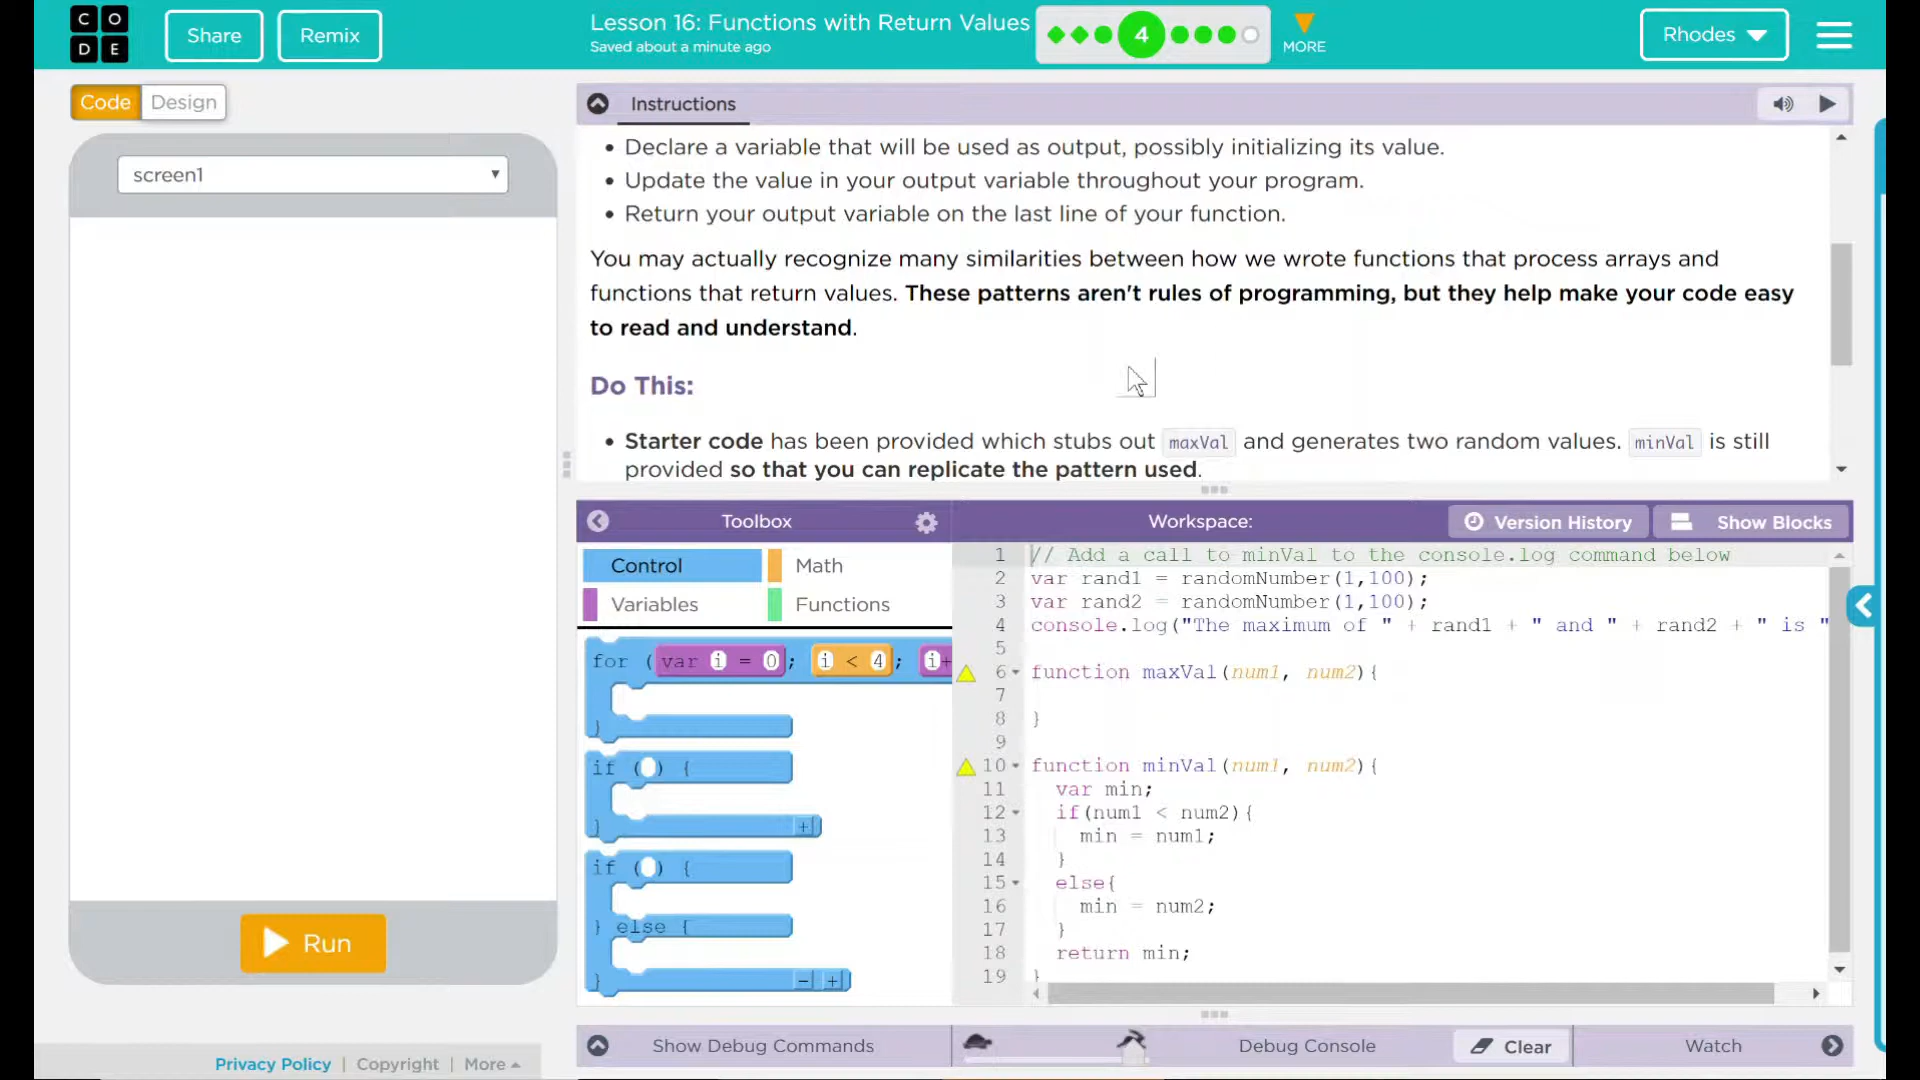 C O
D E
Share
Remix
Lesson 16: Functions with Return Values
Saved about a minute ago
4
MORE
Rhodes
Code
Design
screen1
Run
Privacy Policy | Copyright | More
Instructions
Declare a variable that will be used as output, possibly initializing its value.
Update the value in your output variable throughout your program.
Return your output variable on the last line of your function.
You may actually recognize many similarities between how we wrote functions that process arrays and
functions that return values. These patterns aren't rules of programming, but they help make your code easy
to read and understand.
Do This:
Starter code has been provided which stubs out maxVal and generates two random values. minVal is still
provided so that you can replicate the pattern used.
Toolbox
Control
Math
Variables
Functions
for (var i = 0; i < 4; i+
}
if ( ) {
}
if ( ) {
} else {
}
Workspace:
Version History
Show Blocks
1 // Add a call to minVal to the console.log command below
2 var rand1 = randomNumber(1,100);
3 var rand2 = randomNumber(1,100);
4 console.log("The maximum of " + rand1 + " and " + rand2 + " is "
5
6 function maxVal(num1, num2){
7
8 }
9
10 function minVal(num1, num2){
11 var min;
12 if(num1 < num2){
13 min = num1;
14 }
15 else{
16 min = num2;
17 }
18 return min;
19 }
Show Debug Commands
Debug Console
Clear
Watch